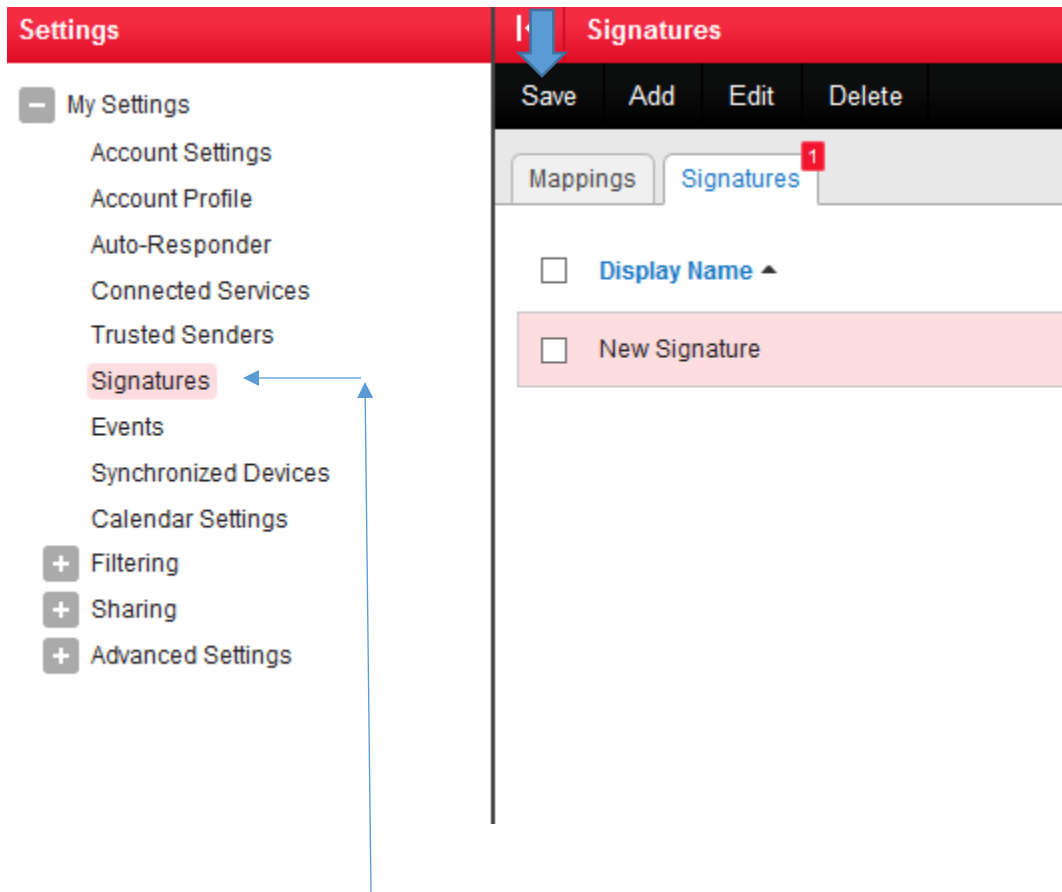 Settings
My Settings
Account Settings
Account Profile
Auto-Responder
Connected Services
Trusted Senders
Signatures
Events
Synchronized Devices
Calendar Settings
Filtering
Sharing
Advanced Settings
Signatures
Save Add Edit Delete
Mappings Signatures 1
Display Name
New Signature